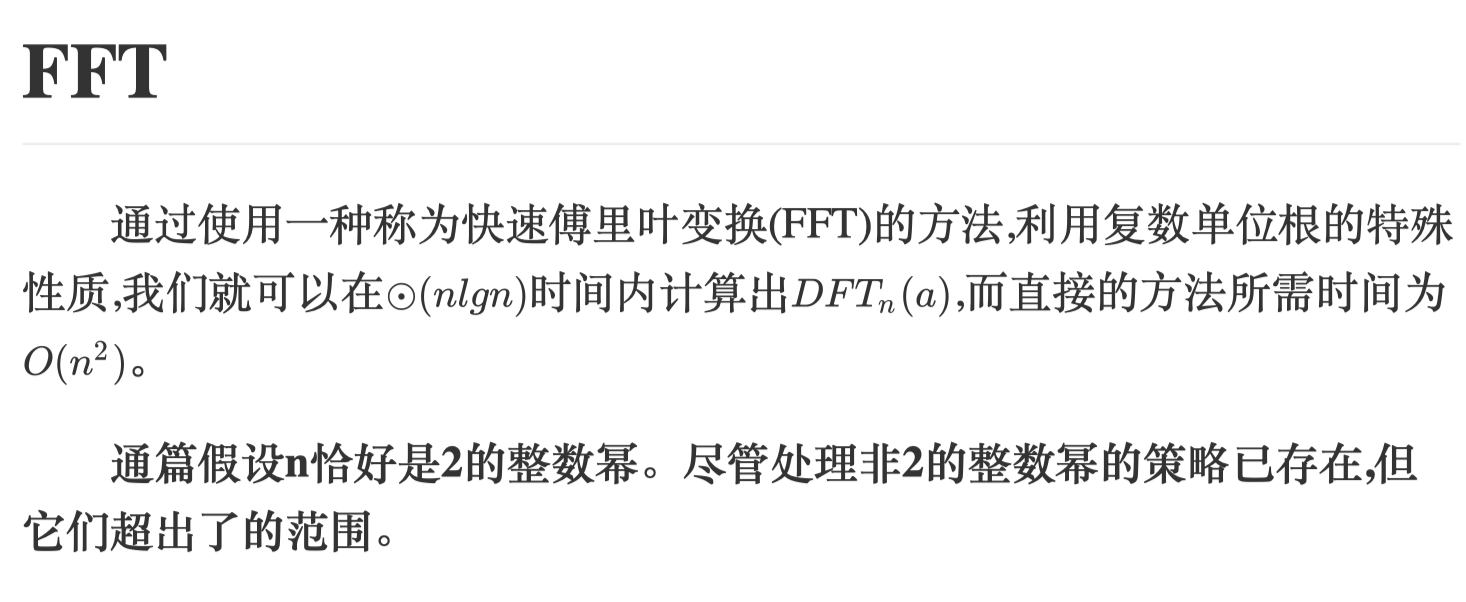 FFT
通过使用一种称为快速傅里叶变换(FFT)的方法,利用复数单位根的特殊
性质,我们就可以在⊙(nlgn)时间内计算出DFTₙ(a),而直接的方法所需时间为
O(n²)。
通篇假设n恰好是2的整数幂。尽管处理非2的整数幂的策略已存在,但
它们超出了的范围。